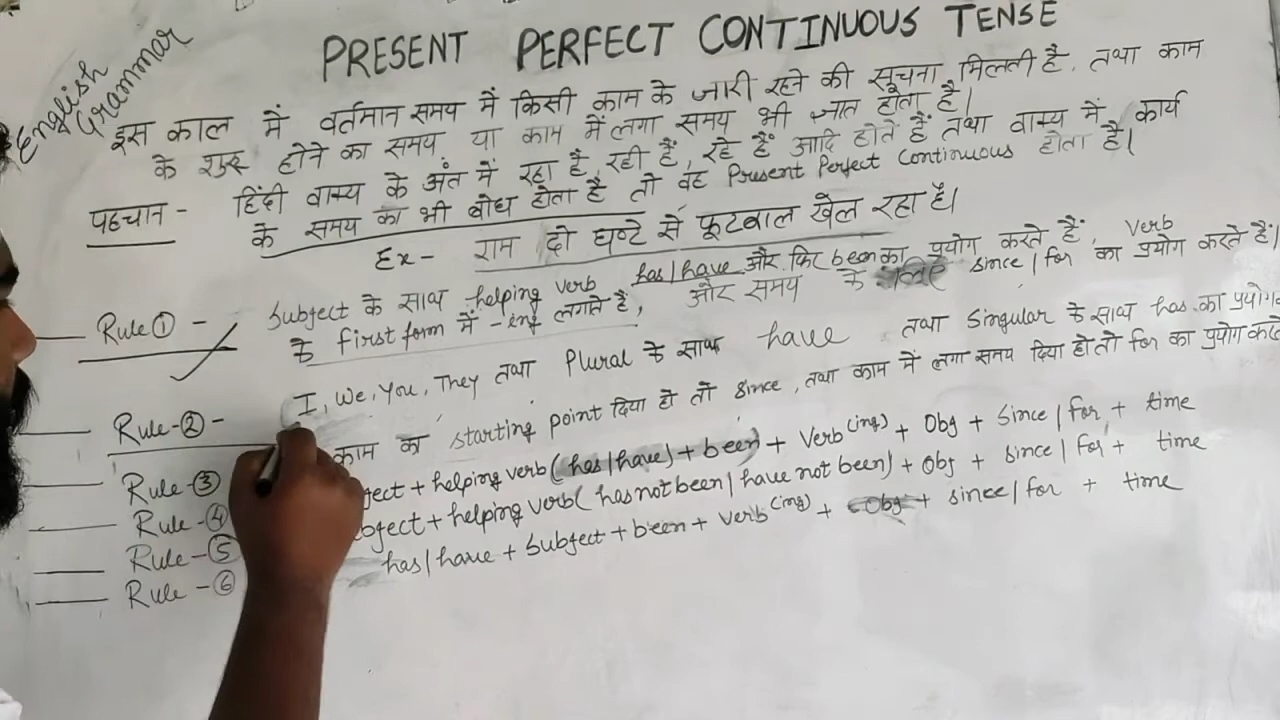 English Grammar
PRESENT PERFECT CONTINUOUS TENSE
इस काल में वर्तमान समय में किसी काम के जारी रहने की सूचना मिलती है, तथा काम
के शुरू होने का समय या काम में लगा समय भी ज्ञात होता है।
पहचान - हिंदी वाक्य के अंत में रहा है, रही है, रहे हैं आदि होते हैं तथा वाक्य में कार्य
के समय का भी बोध होता है तो वह Present Perfect Continuous होता है।
Ex - राम दो घण्टे से फूटवाल खेल रहा है।
Rule ① - Subject के साथ helping verb has/have और फिर been का प्रयोग करते हैं, verb
के first form में -ing लगाते हैं, और समय के लिए since/for का प्रयोग करते हैं।
Rule-② - I, We, You, They तथा Plural के साथ have तथा Singular के साथ has का प्रयोग
Rule-③ काम का starting point दिया हो तो since, तथा काम में लगा समय दिया हो तो for का प्रयोग करते
Rule-④ ject + helping verb (has/have) + been + Verb(ing) + Obj + Since/for + time
Rule-⑤ bject + helping verb (has not been/have not been) + Obj + since/for + time
Rule-⑥ has/have + Subject + been + verb(ing) + Obj + since/for + time